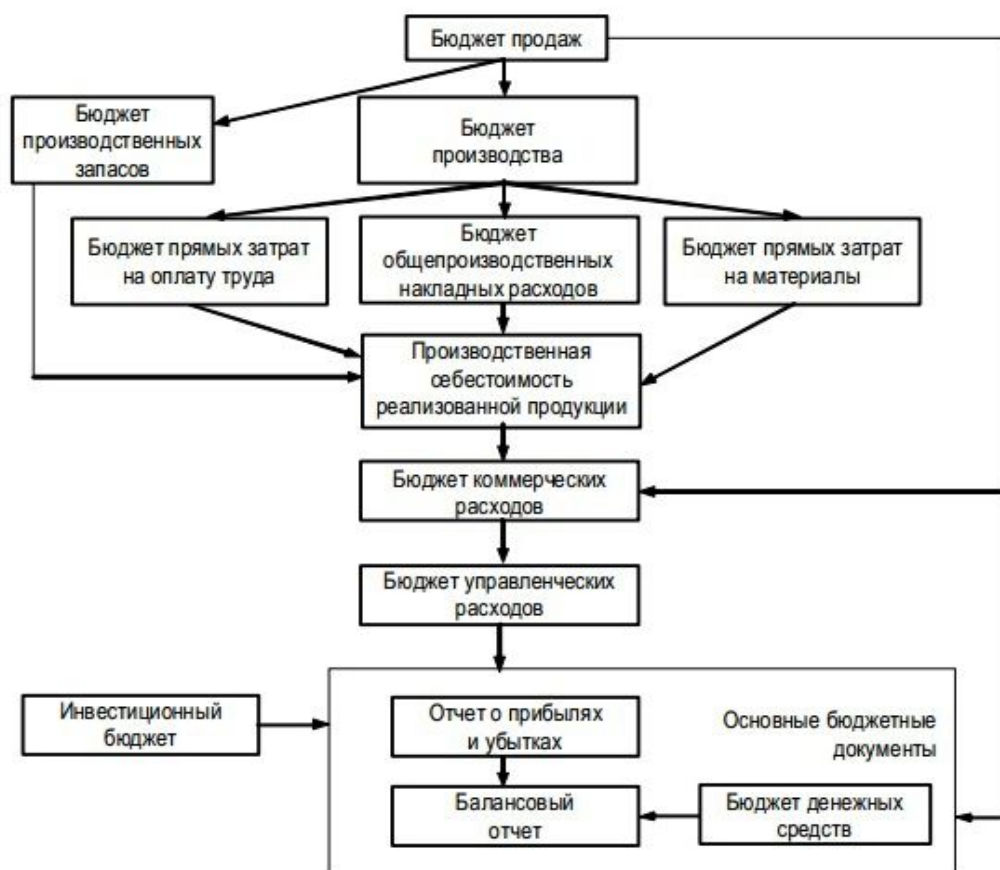 Бюджет продаж
Бюджет
производственных
запасов
Бюджет
производства
Бюджет прямых затрат
на оплату труда
Бюджет
общепроизводственных
накладных расходов
Бюджет прямых затрат
на материалы
Производственная
себестоимость
реализованной продукции
Бюджет коммерческих
расходов
Бюджет управленческих
расходов
Инвестиционный
бюджет
Отчет о прибылях
и убытках
Основные бюджетные
документы
Балансовый
отчет
Бюджет денежных
средств